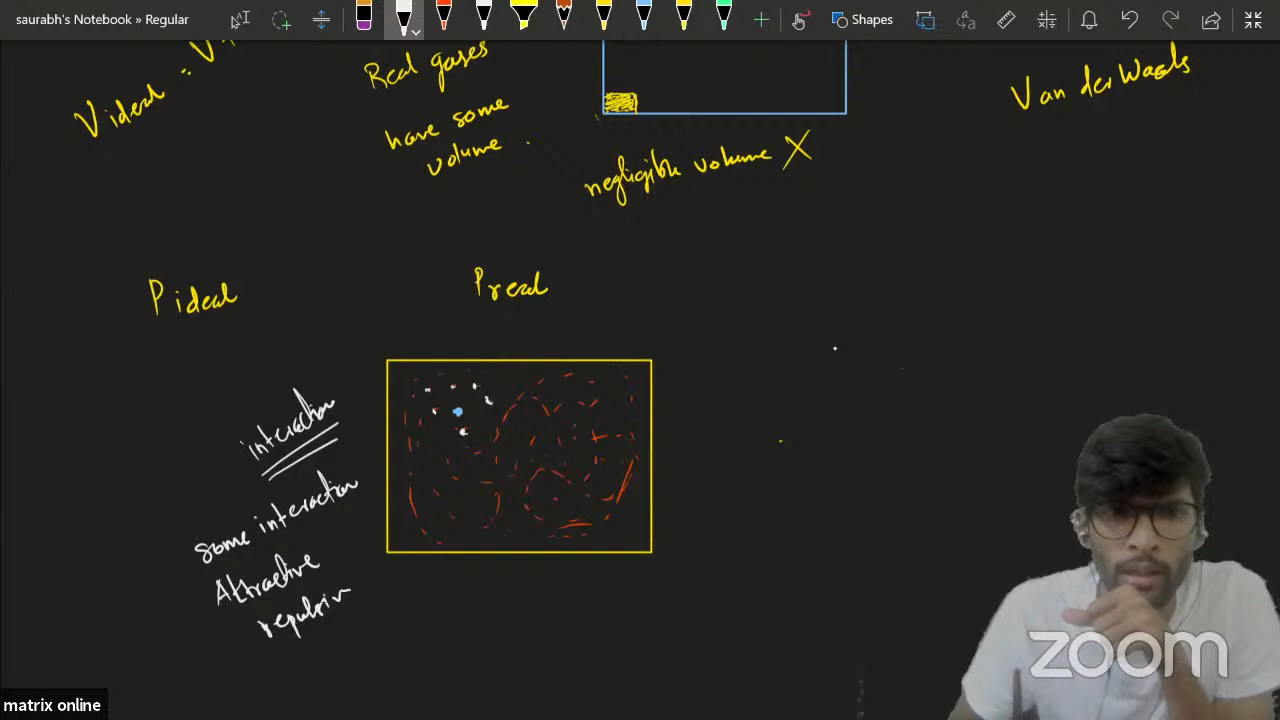 saurabh's Notebook » Regular
Shapes
V ideal = V
Real gases
have some
volume
Van der Waals
negligible volume X
P ideal
P real
interaction
some interaction
Attractive
repulsiv
zoom
matrix online